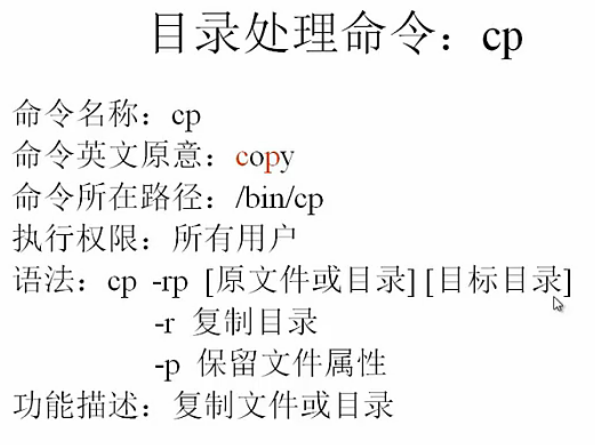 目录处理命令：cp
命令名称：cp
命令英文原意：copy
命令所在路径：/bin/cp
执行权限：所有用户
语法：cp -rp [原文件或目录] [目标目录]
-r 复制目录
-p 保留文件属性
功能描述：复制文件或目录